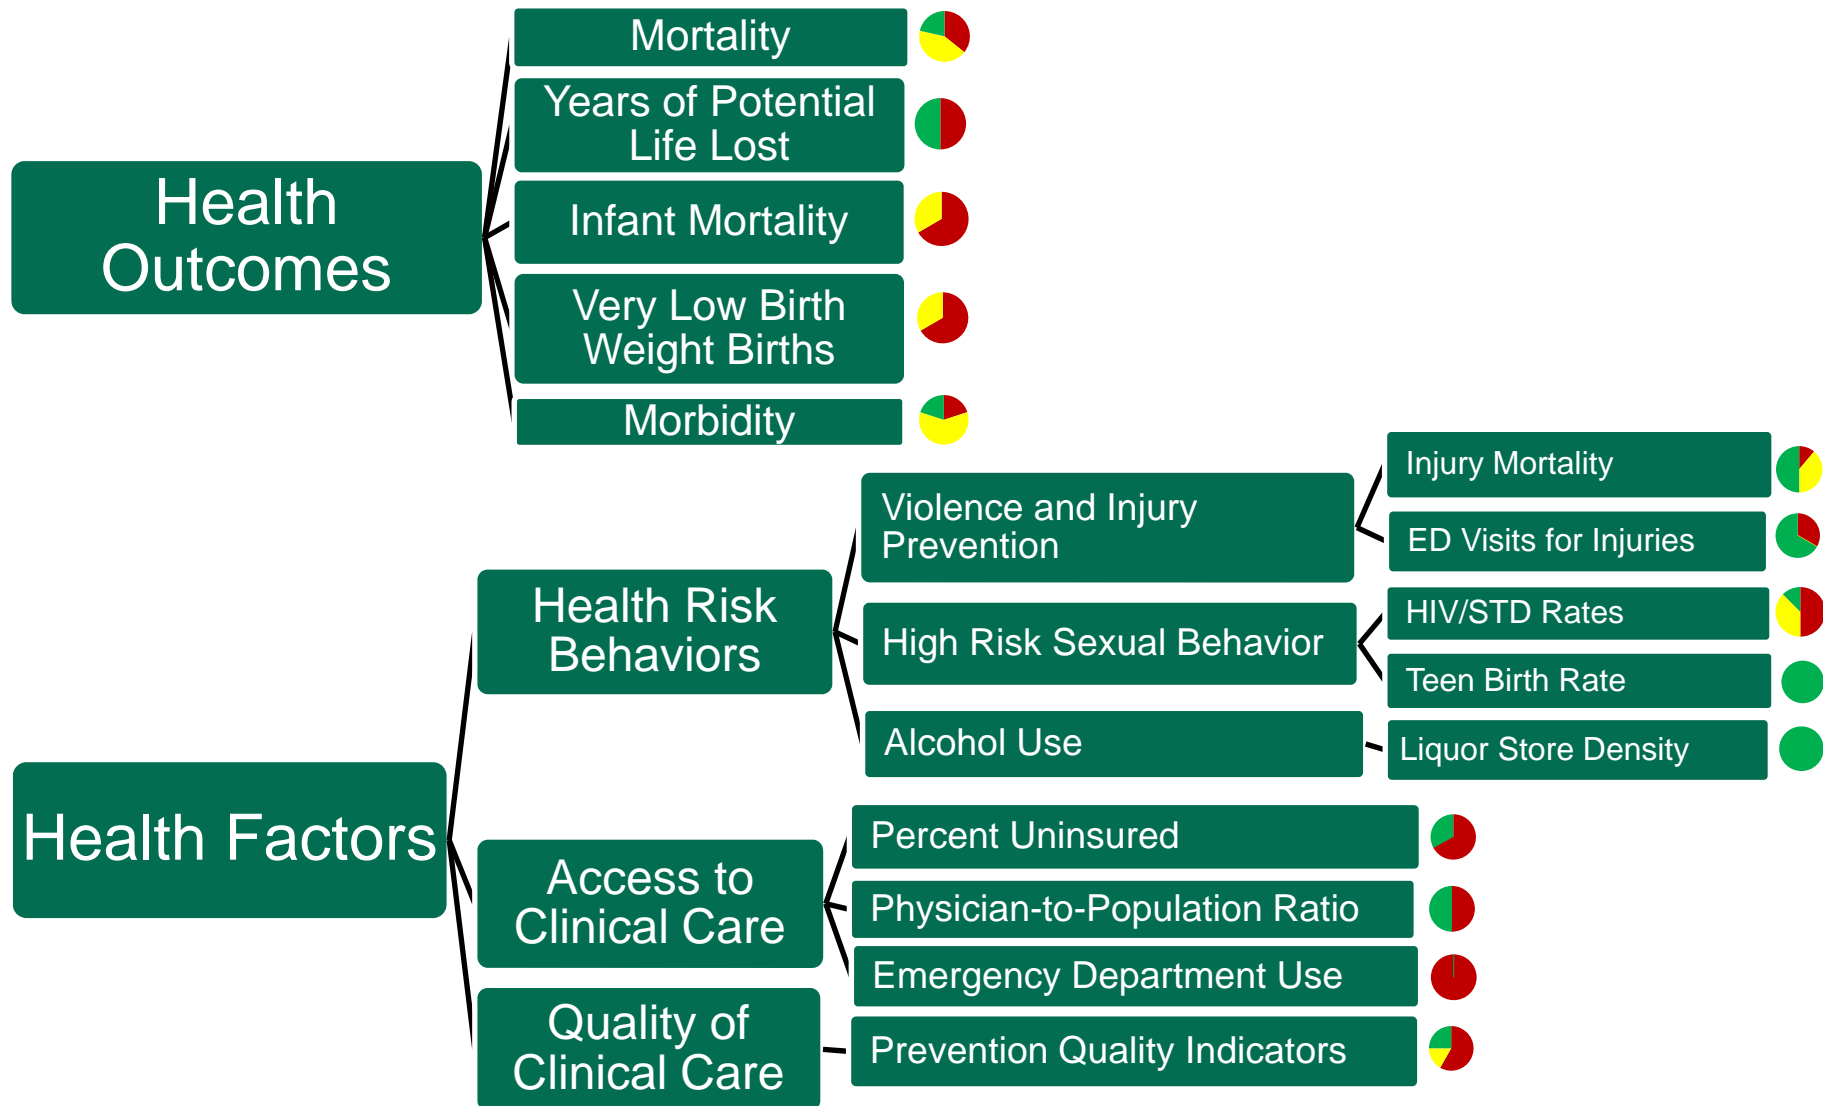 Mortality
Years of Potential
Life Lost
Health
Outcomes
Infant Mortality
Very Low Birth
Weight Births
Morbidity
Health Factors
Health Risk
Behaviors
Violence and Injury
Prevention
Injury Mortality
ED Visits for Injuries
High Risk Sexual Behavior
HIV/STD Rates
Teen Birth Rate
Alcohol Use
Liquor Store Density
Access to
Clinical Care
Percent Uninsured
Physician-to-Population Ratio
Emergency Department Use
Quality of
Clinical Care
Prevention Quality Indicators